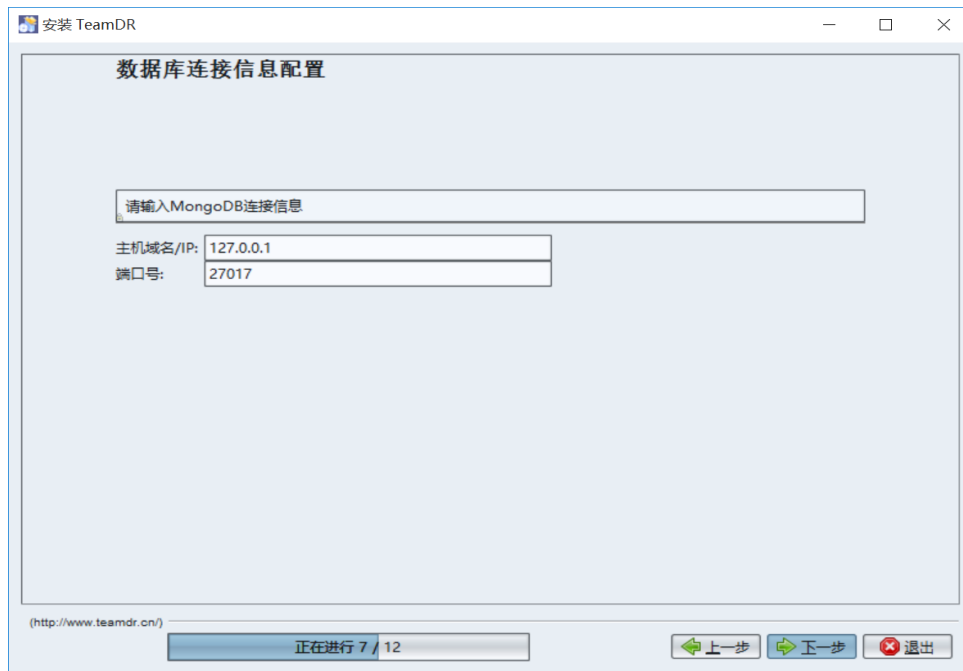 安装 TeamDR
数据库连接信息配置
请输入MongoDB连接信息
主机域名/IP: 127.0.0.1
端口号: 27017
(http://www.teamdr.cn/)
正在进行 7 / 12
上一步 下一步 退出